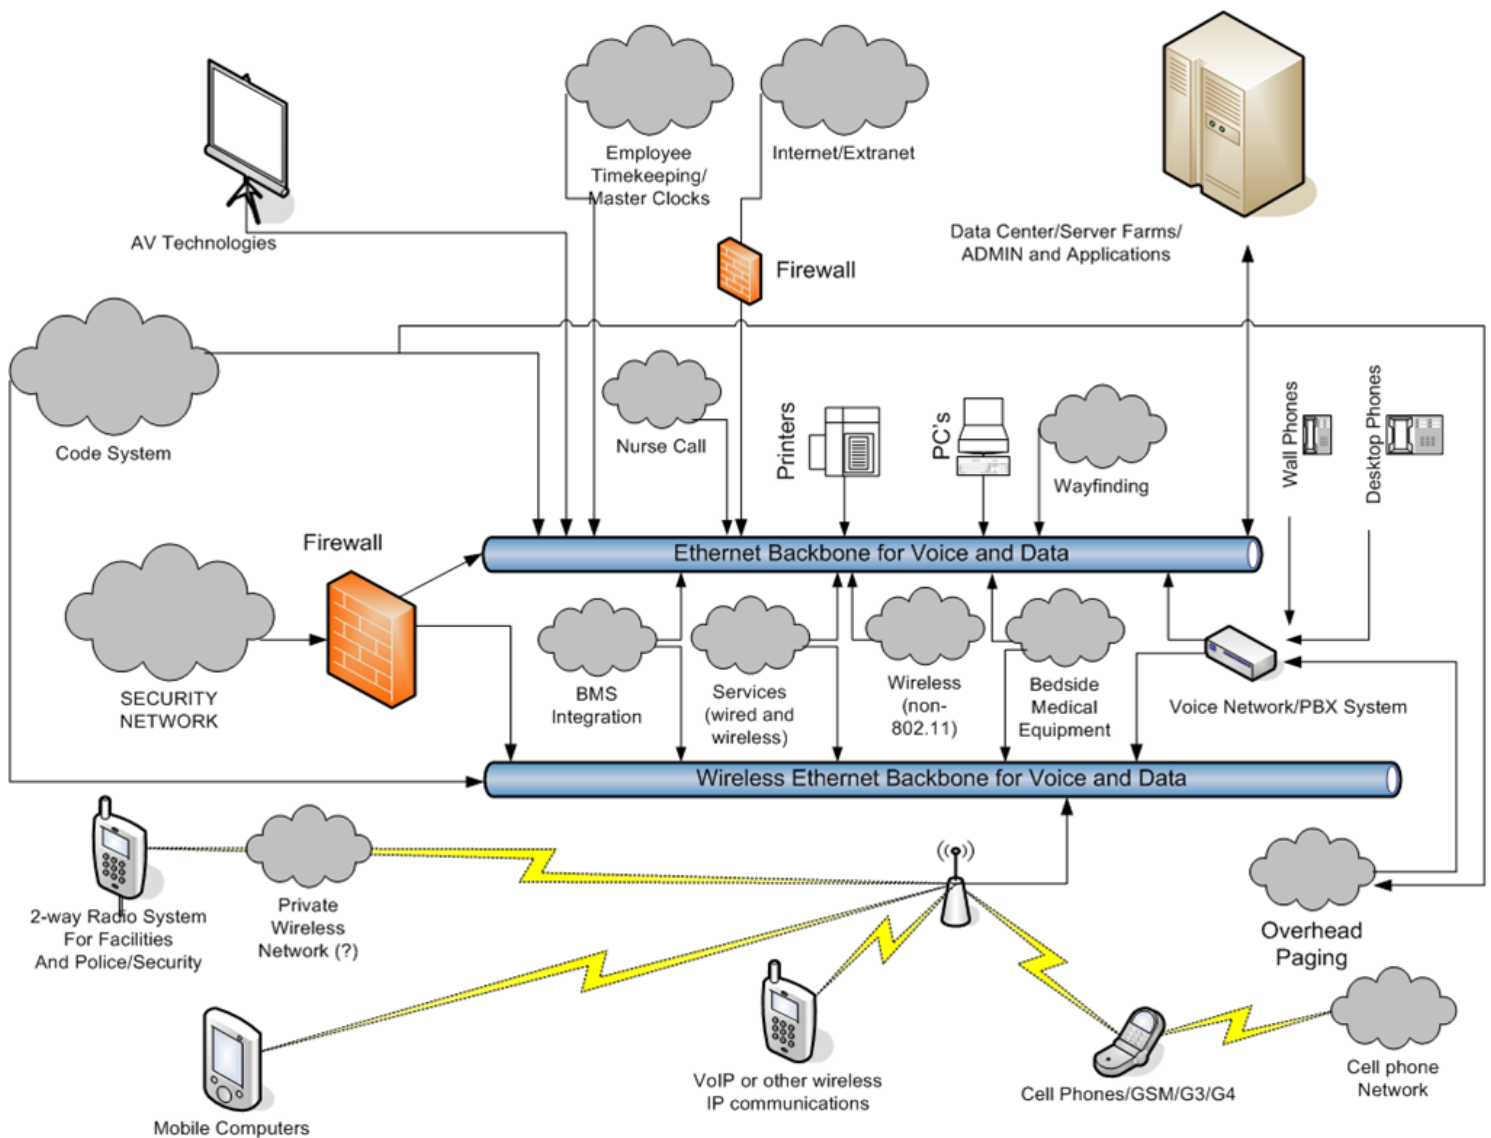 Employee
Timekeeping/
Master Clocks
Internet/Extranet
AV Technologies
Data Center/Server Farms/
ADMIN and Applications
Firewall
Code System
Nurse Call
Printers
PC's
Wayfinding
Wall Phones
Desktop Phones
Firewall
Ethernet Backbone for Voice and Data
SECURITY
NETWORK
BMS
Integration
Services
(wired and
wireless)
Wireless
(non-
802.11)
Bedside
Medical
Equipment
Voice Network/PBX System
Wireless Ethernet Backbone for Voice and Data
2-way Radio System
For Facilities
And Police/Security
Private
Wireless
Network (?)
Overhead
Paging
Mobile Computers
VoIP or other wireless
IP communications
Cell Phones/GSM/G3/G4
Cell phone
Network